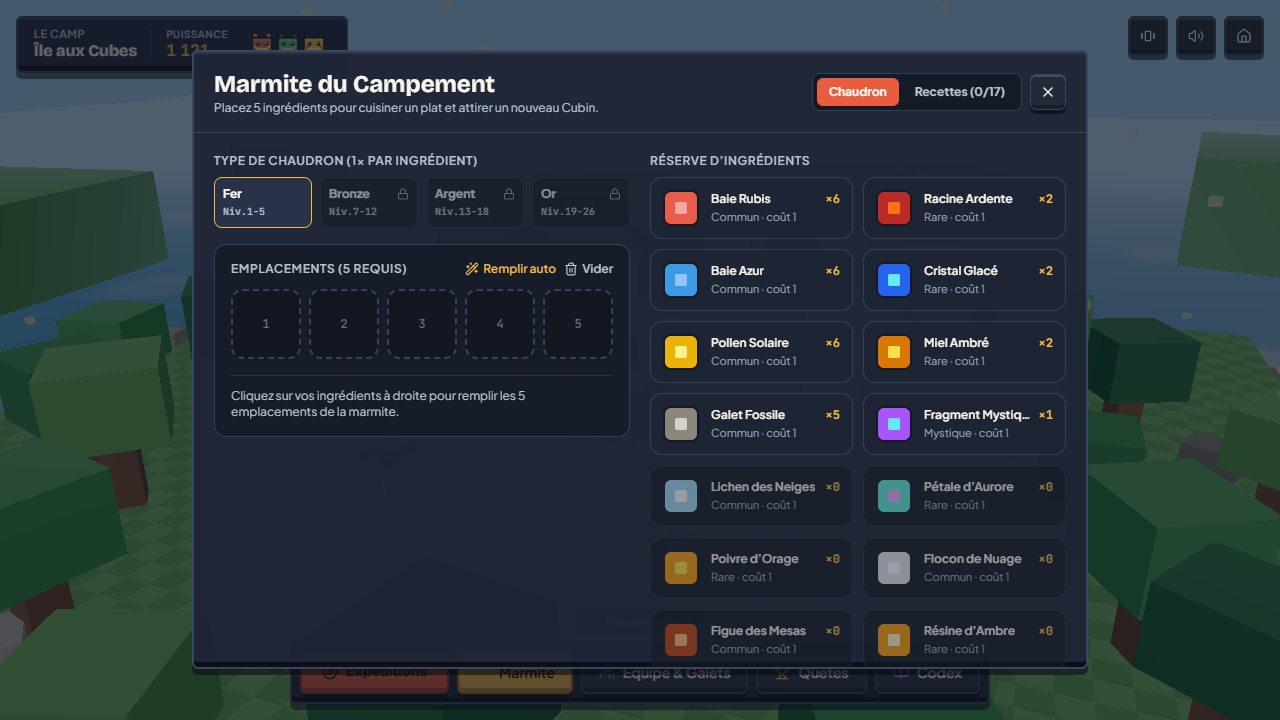 LE CAMP
Île aux Cubes
PUISSANCE
1 121
Marmite du Campement
Placez 5 ingrédients pour cuisiner un plat et attirer un nouveau Cubin.
Chaudron
Recettes (0/17)
TYPE DE CHAUDRON (1× PAR INGRÉDIENT)
Fer
Niv.1-5
Bronze
Niv.7-12
Argent
Niv.13-18
Or
Niv.19-26
EMPLACEMENTS (5 REQUIS)
Remplir auto
Vider
1
2
3
4
5
Cliquez sur vos ingrédients à droite pour remplir les 5
emplacements de la marmite.
RÉSERVE D'INGRÉDIENTS
Baie Rubis
×6
Commun · coût 1
Racine Ardente
×2
Rare · coût 1
Baie Azur
×6
Commun · coût 1
Cristal Glacé
×2
Rare · coût 1
Pollen Solaire
×6
Commun · coût 1
Miel Ambré
×2
Rare · coût 1
Galet Fossile
×5
Commun · coût 1
Fragment Mystiq...
×1
Mystique · coût 1
Lichen des Neiges
×0
Commun · coût 1
Pétale d'Aurore
×0
Rare · coût 1
Poivre d'Orage
×0
Rare · coût 1
Flocon de Nuage
×0
Commun · coût 1
Figue des Mesas
×0
Commun · coût 1
Résine d'Ambre
×0
Rare · coût 1
Expéditions
Marmite
Équipe & Galets
Quêtes
Codex